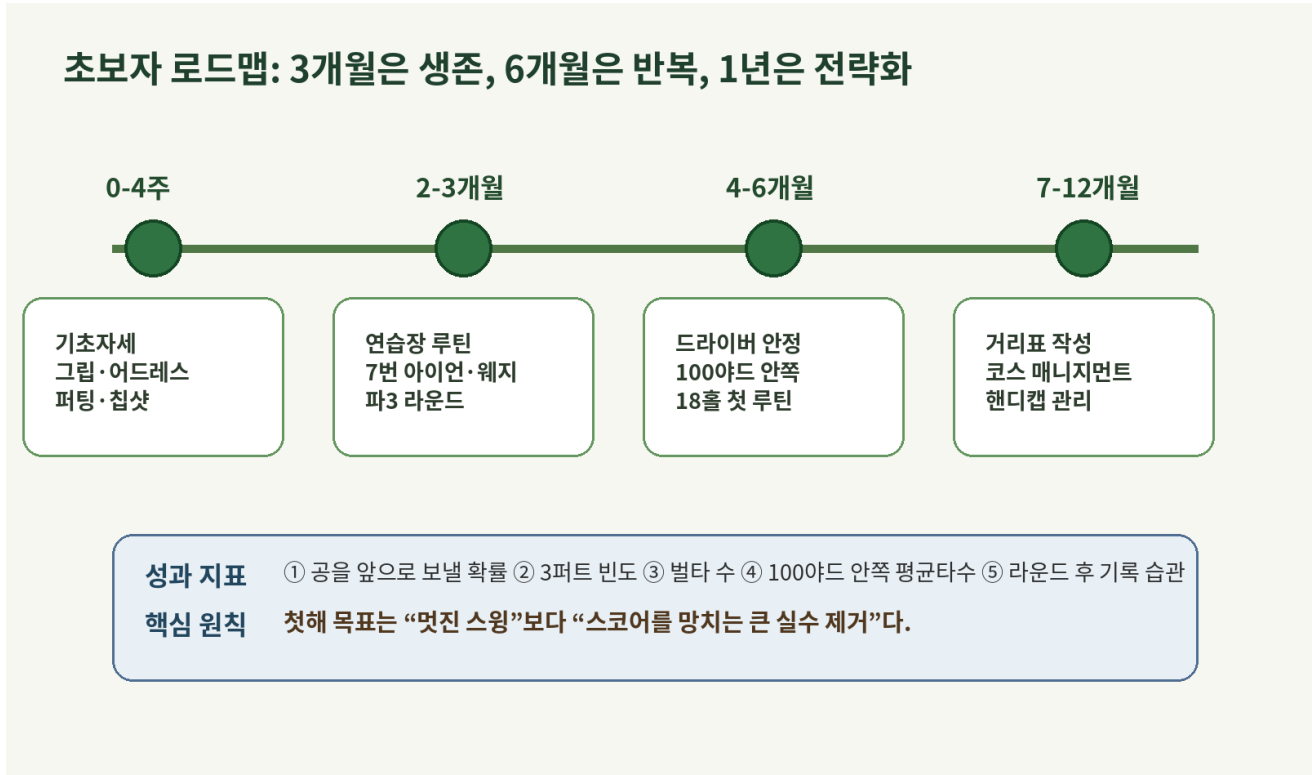 초보자 로드맵: 3개월은 생존, 6개월은 반복, 1년은 전략화
0-4주
2-3개월
4-6개월
7-12개월
기초자세
그립·어드레스
퍼팅·칩샷
연습장 루틴
7번 아이언·웨지
파3 라운드
드라이버 안정
100야드 안쪽
18홀 첫 루틴
거리표 작성
코스 매니지먼트
핸디캡 관리
성과 지표 ① 공을 앞으로 보낼 확률 ② 3퍼트 빈도 ③ 벌타 수 ④ 100야드 안쪽 평균타수 ⑤ 라운드 후 기록 습관
핵심 원칙 첫해 목표는 “멋진 스윙”보다 “스코어를 망치는 큰 실수 제거”다.